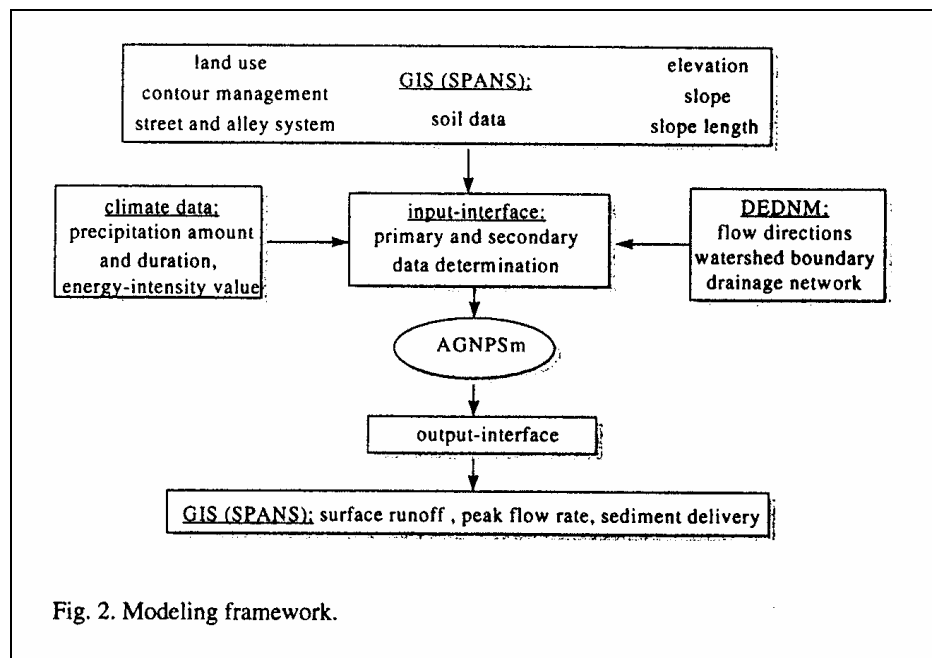 land use
contour management
street and alley system
GIS (SPANS):
soil data
elevation
slope
slope length
climate data:
precipitation amount
and duration,
energy-intensity value
input-interface:
primary and secondary
data determination
DEDNM:
flow directions
watershed boundary
drainage network
AGNPSm
output-interface
GIS (SPANS): surface runoff , peak flow rate, sediment delivery
Fig. 2. Modeling framework.